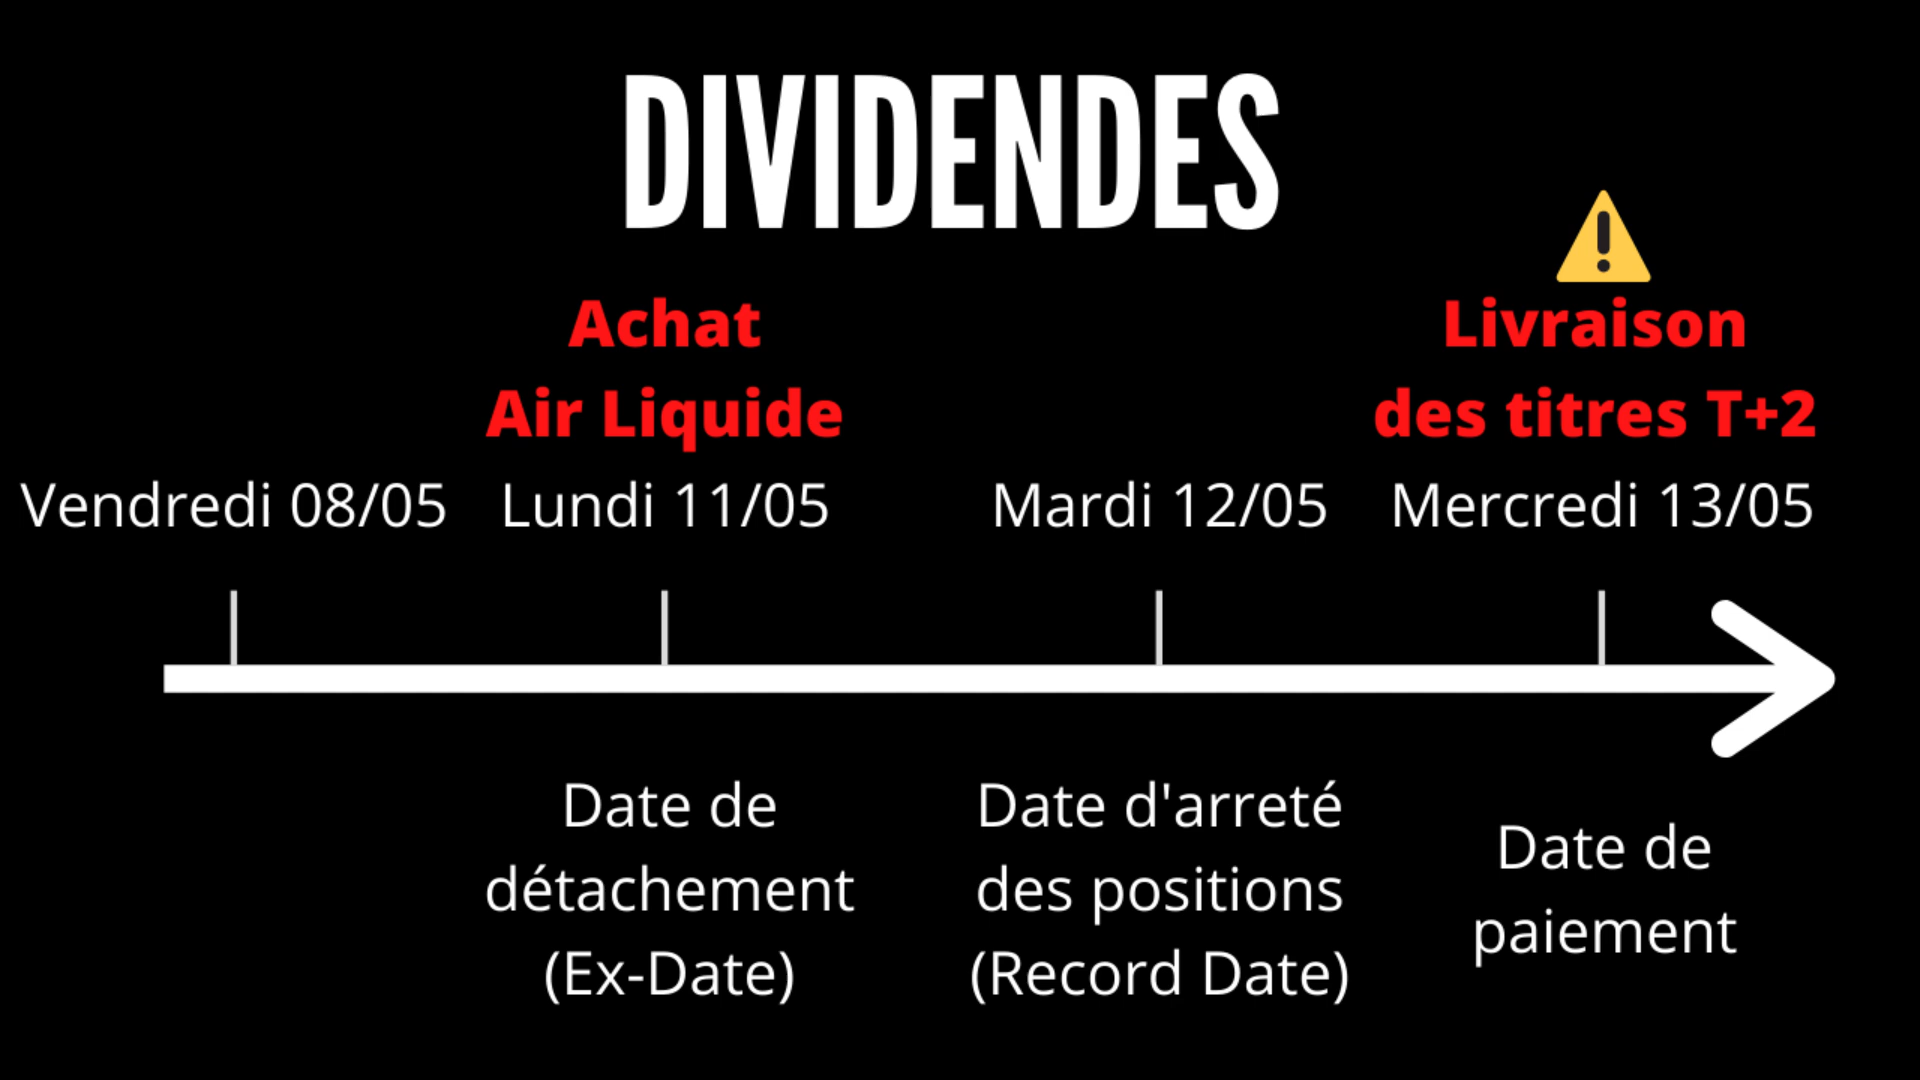 DIVIDENDES
Achat
Air Liquide
Livraison
des titres T+2
Vendredi 08/05
Lundi 11/05
Mardi 12/05
Mercredi 13/05
Date de
détachement
(Ex-Date)
Date d'arreté
des positions
(Record Date)
Date de
paiement